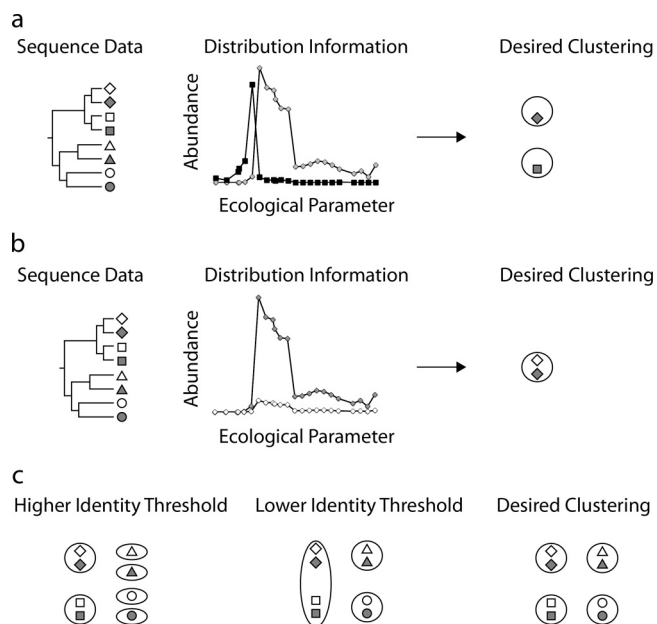 a
Sequence Data
Distribution Information
Desired Clustering
Abundance
Ecological Parameter
b
Sequence Data
Distribution Information
Desired Clustering
Abundance
Ecological Parameter
c
Higher Identity Threshold
Lower Identity Threshold
Desired Clustering